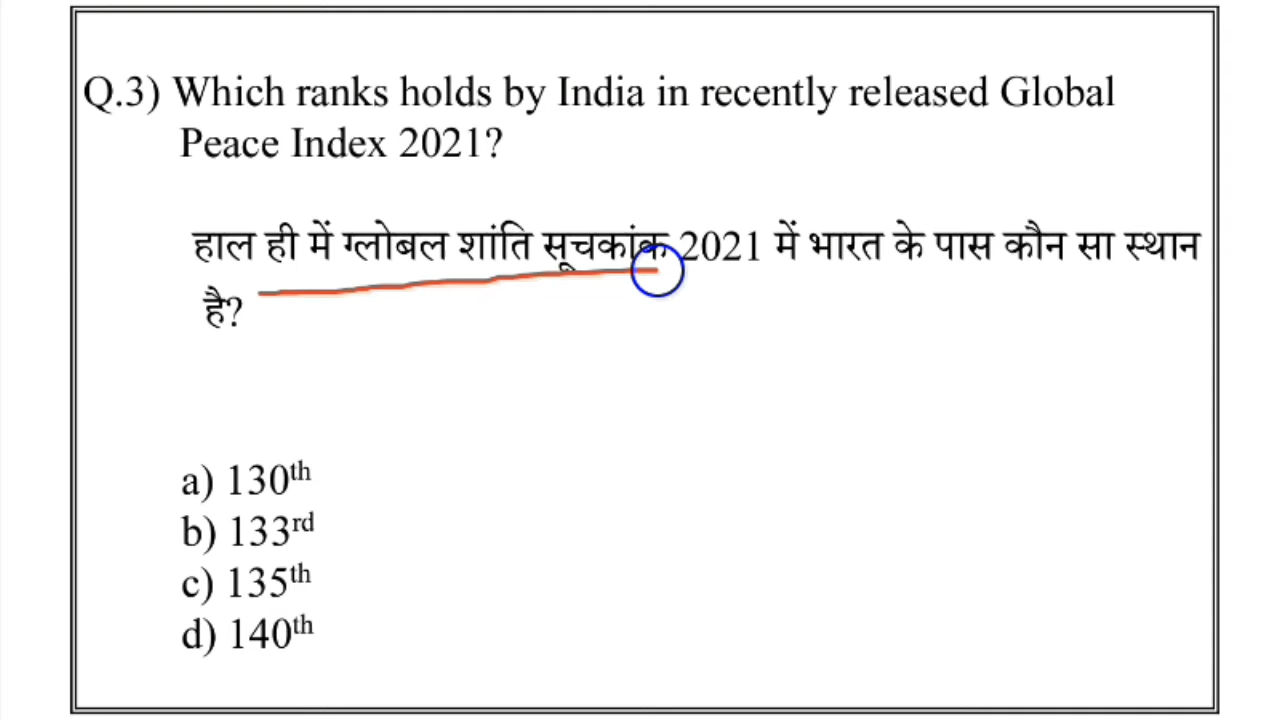 Q.3) Which ranks holds by India in recently released Global
Peace Index 2021?
हाल ही में ग्लोबल शांति सूचकांक 2021 में भारत के पास कौन सा स्थान
है?
a) 130th
b) 133rd
c) 135th
d) 140th